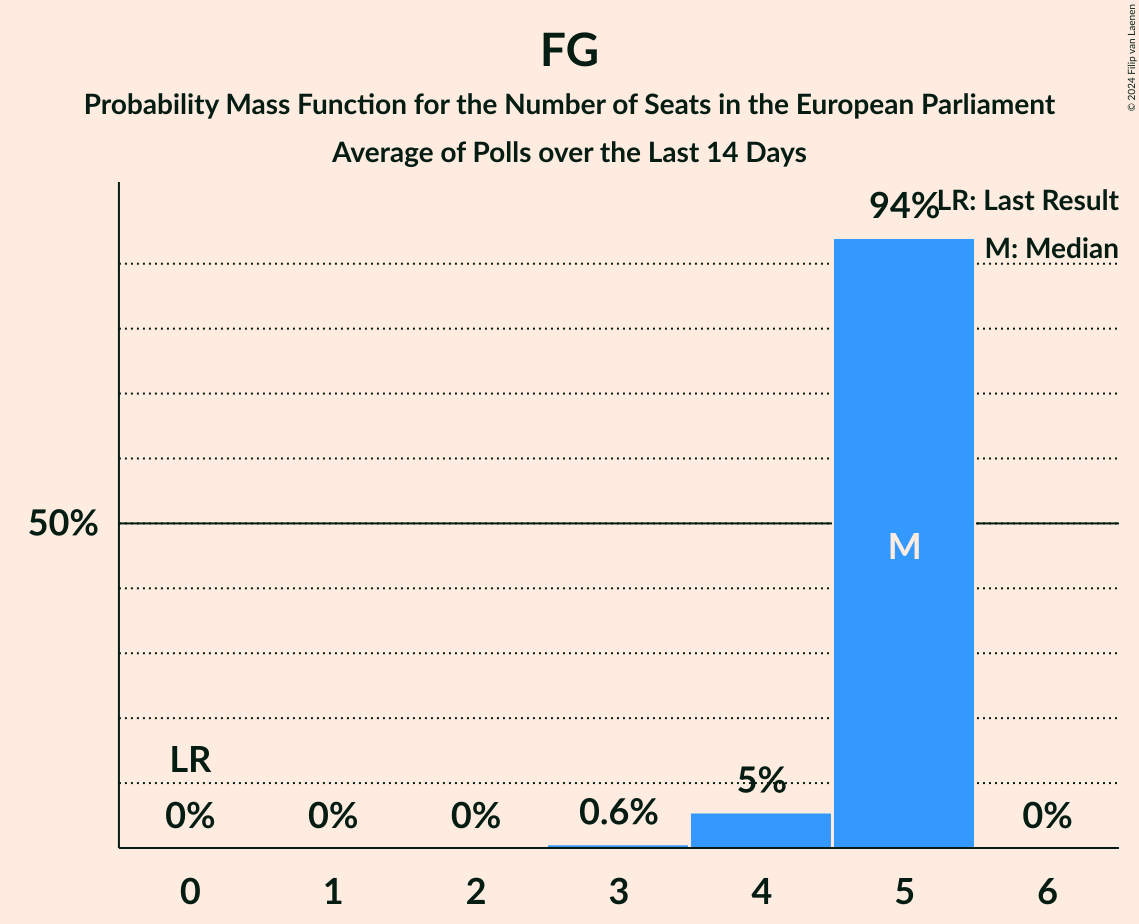 FG
Probability Mass Function for the Number of Seats in the European Parliament
Average of Polls over the Last 14 Days
© 2024 Filip van Laenen
94%
LR: Last Result
M: Median
50%
M
LR
0%
0%
0%
0.6%
5%
0%
0
1
2
3
4
5
6